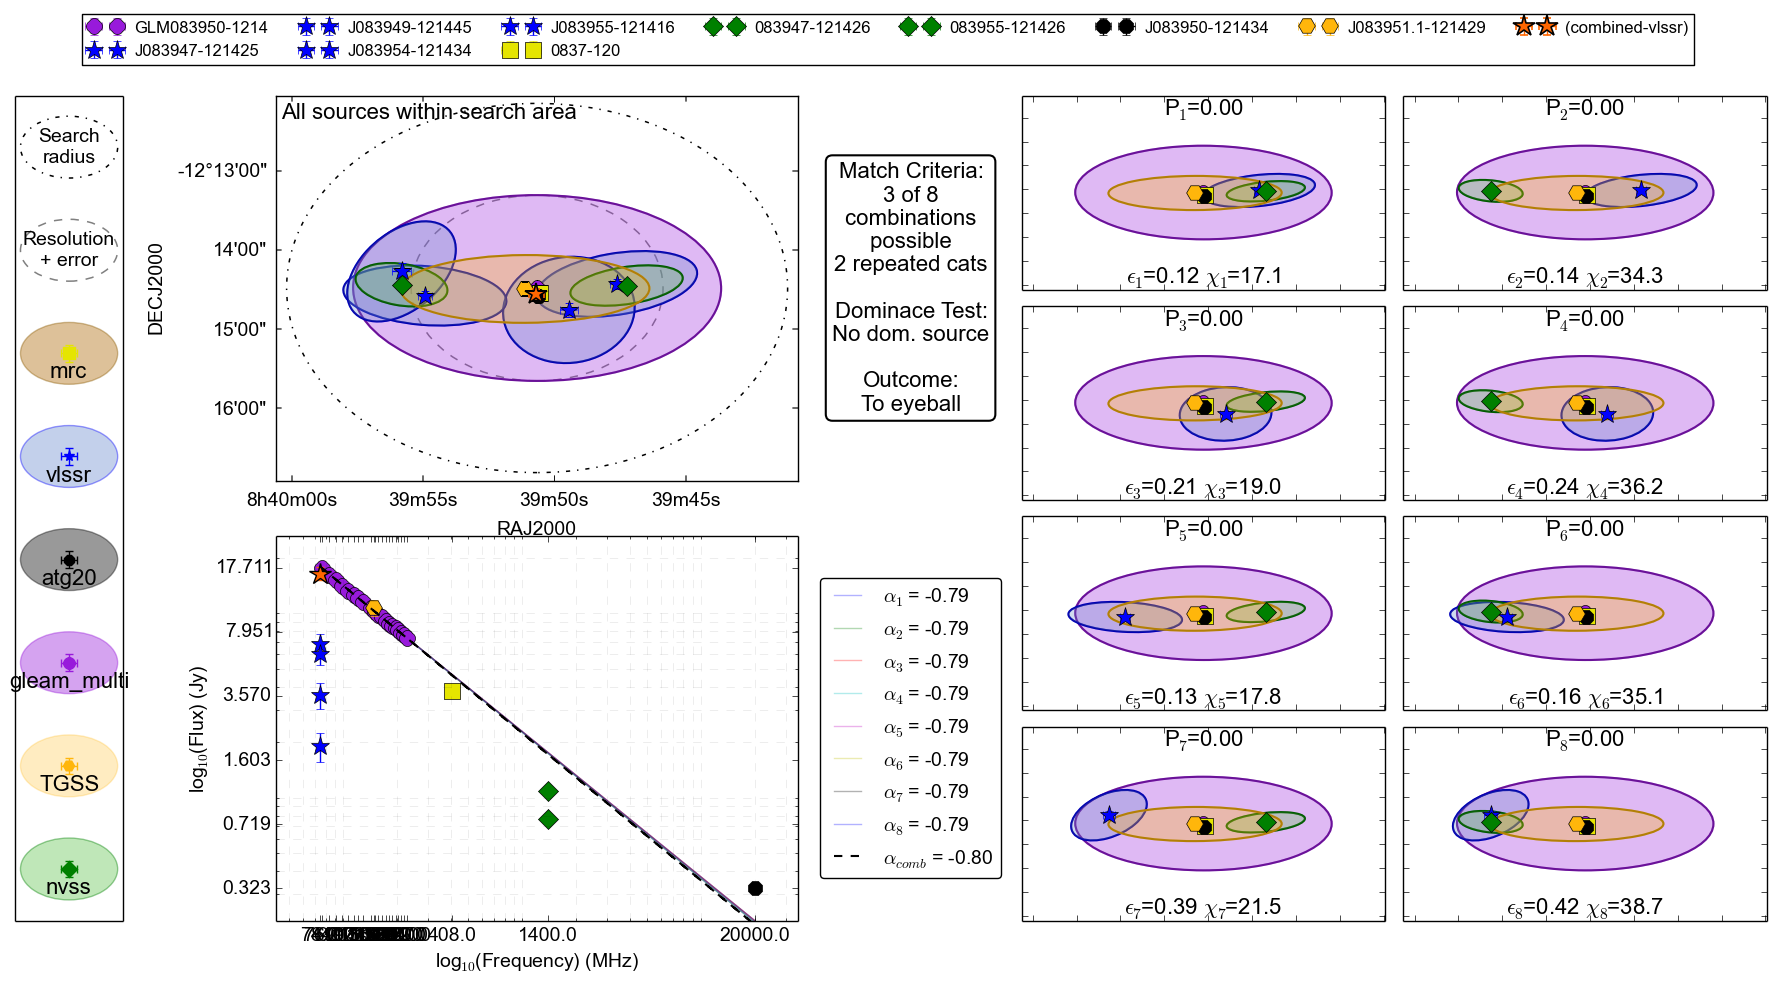 GLM083950-1214 J083949-121445 J083955-121416 083947-121426 083955-121426 J083950-121434 J083951.1-121429 (combined-vlssr)
J083947-121425 J083954-121434 0837-120
Search
radius
Resolution
+ error
mrc
vlssr
atg20
gleam_multi
TGSS
nvss
All sources within search area
DECJ2000
-12°13'00"
14'00"
15'00"
16'00"
8h40m00s 39m55s 39m50s 39m45s
RAJ2000
Match Criteria:
3 of 8
combinations
possible
2 repeated cats
Dominace Test:
No dom. source
Outcome:
To eyeball
log10(Flux) (Jy)
17.711
7.951
3.570
1.603
0.719
0.323
408.0 1400.0 20000.0
log10(Frequency) (MHz)
α1 = -0.79
α2 = -0.79
α3 = -0.79
α4 = -0.79
α5 = -0.79
α6 = -0.79
α7 = -0.79
α8 = -0.79
αcomb = -0.80
P1=0.00
ϵ1=0.12 χ1=17.1
P2=0.00
ϵ2=0.14 χ2=34.3
P3=0.00
ϵ3=0.21 χ3=19.0
P4=0.00
ϵ4=0.24 χ4=36.2
P5=0.00
ϵ5=0.13 χ5=17.8
P6=0.00
ϵ6=0.16 χ6=35.1
P7=0.00
ϵ7=0.39 χ7=21.5
P8=0.00
ϵ8=0.42 χ8=38.7